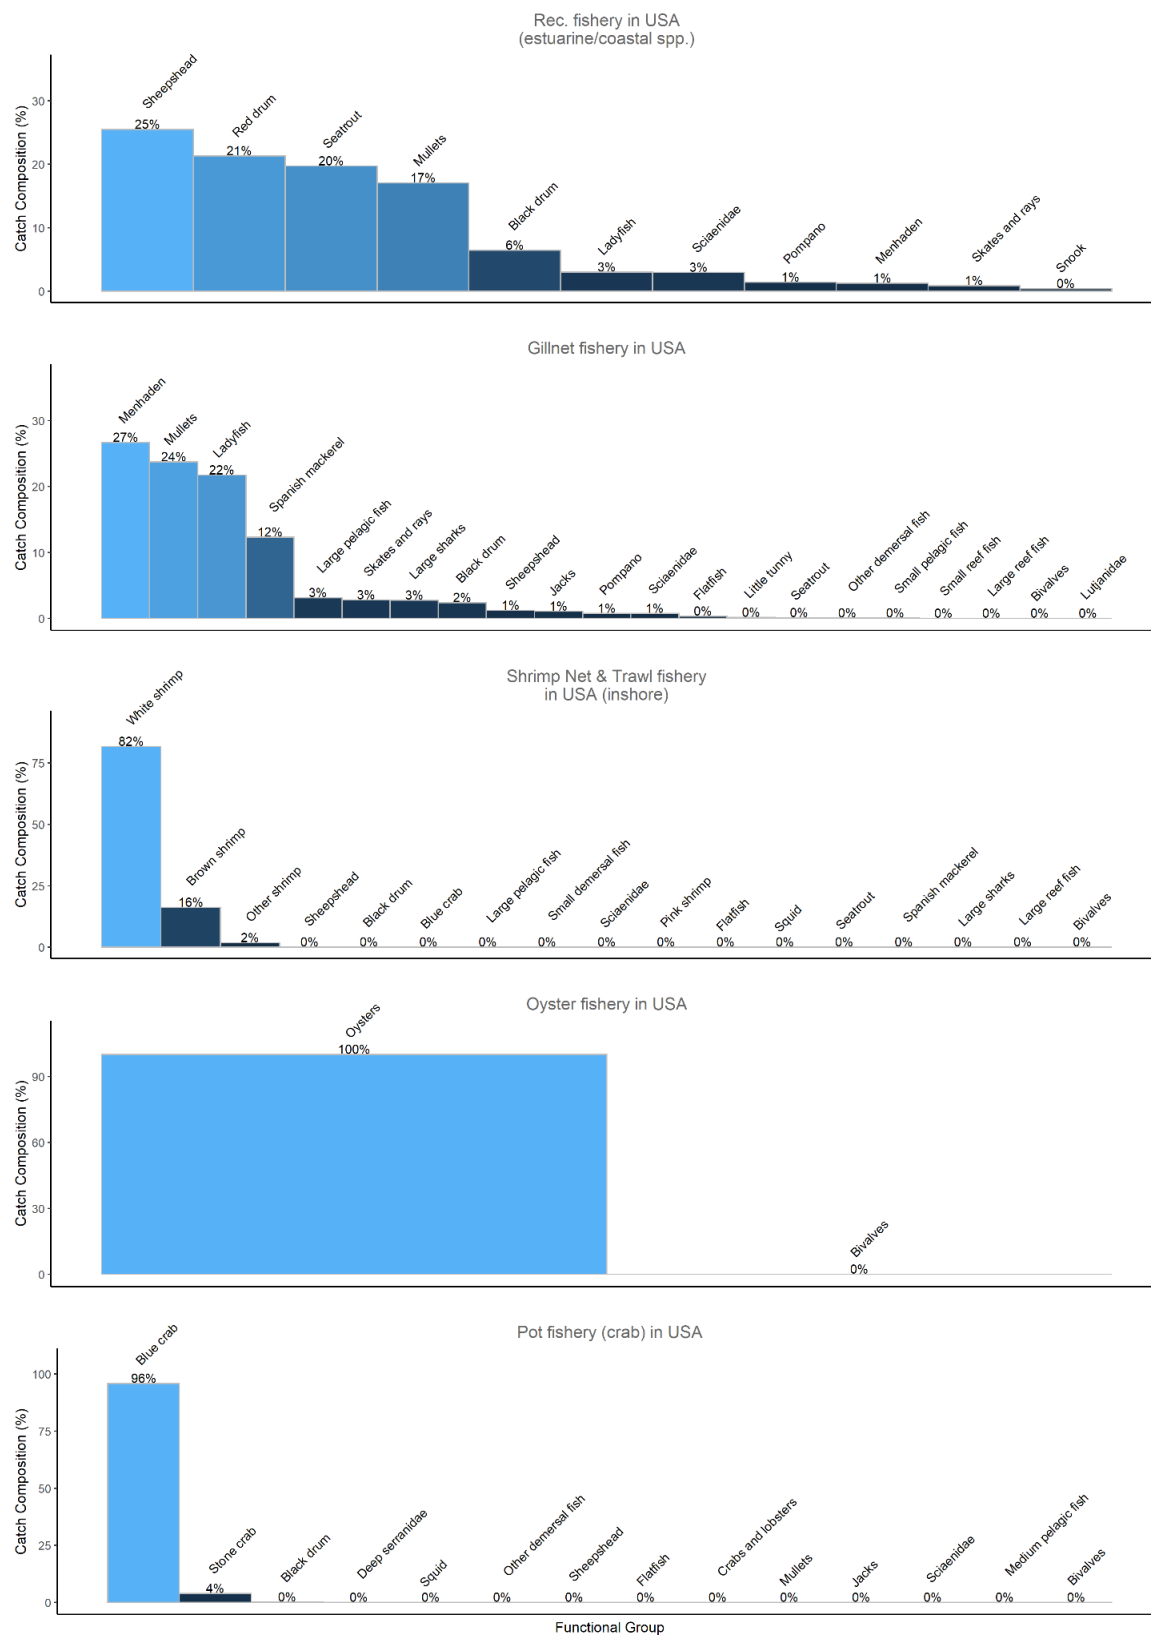 Rec. fishery in USA
(estuarine/coastal spp.)
Catch Composition (%)
30
20
10
0
Sheepshead
25%
Red drum
21%
Seatrout
20%
Mullets
17%
Black drum
6%
Ladyfish
3%
Sciaenidae
3%
Pompano
1%
Menhaden
1%
Skates and rays
1%
Snook
0%
Gillnet fishery in USA
Catch Composition (%)
30
20
10
0
Menhaden
27%
Mullets
24%
Ladyfish
22%
Spanish mackerel
12%
Large pelagic fish
3%
Skates and rays
3%
Large sharks
3%
Black drum
2%
Sheepshead
1%
Jacks
1%
Pompano
1%
Sciaenidae
1%
Flatfish
0%
Little tunny
0%
Seatrout
0%
Other demersal fish
0%
Small pelagic fish
0%
Small reef fish
0%
Large reef fish
0%
Bivalves
0%
Lutjanidae
0%
Shrimp Net & Trawl fishery
in USA (inshore)
Catch Composition (%)
75
50
25
0
White shrimp
82%
Brown shrimp
16%
Other shrimp
2%
Sheepshead
0%
Black drum
0%
Blue crab
0%
Large pelagic fish
0%
Small demersal fish
0%
Sciaenidae
0%
Pink shrimp
0%
Flatfish
0%
Squid
0%
Seatrout
0%
Spanish mackerel
0%
Large sharks
0%
Large reef fish
0%
Bivalves
0%
Oyster fishery in USA
Catch Composition (%)
90
60
30
0
Oysters
100%
Bivalves
0%
Pot fishery (crab) in USA
Catch Composition (%)
100
75
50
25
0
Blue crab
96%
Stone crab
4%
Black drum
0%
Deep serranidae
0%
Squid
0%
Other demersal fish
0%
Sheepshead
0%
Flatfish
0%
Crabs and lobsters
0%
Mullets
0%
Jacks
0%
Sciaenidae
0%
Medium pelagic fish
0%
Bivalves
0%
Functional Group